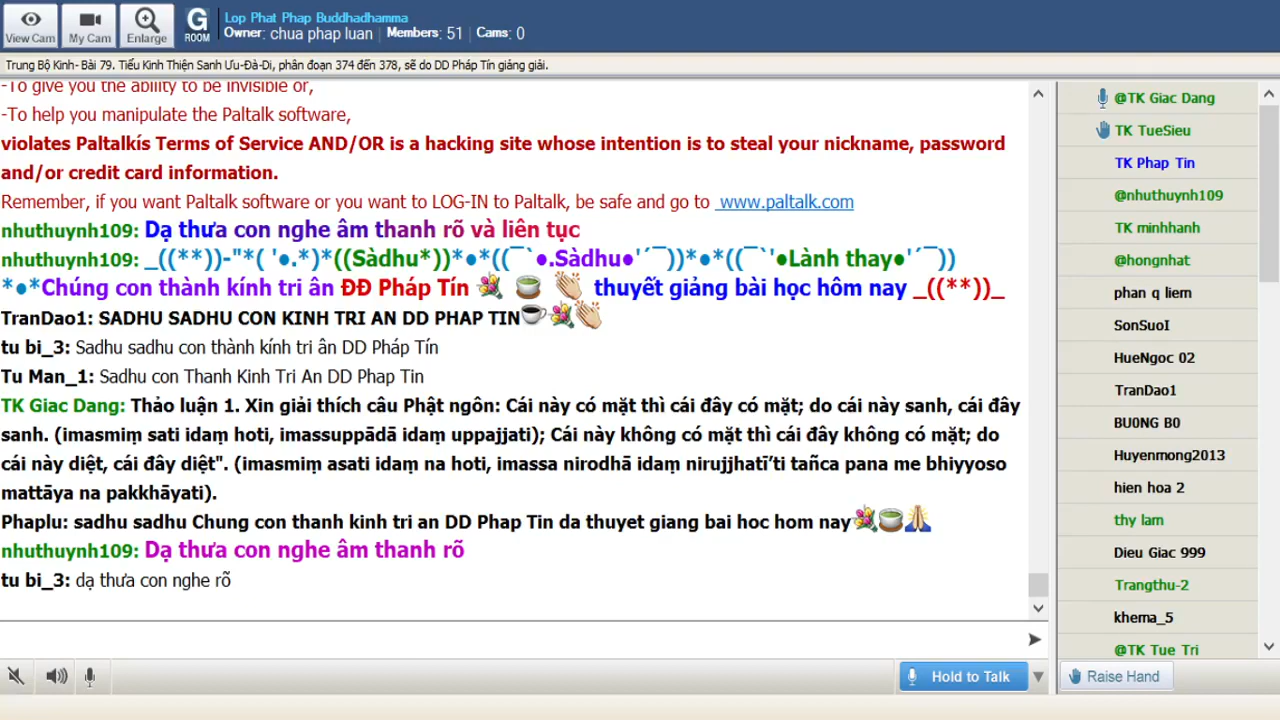 View Cam
My Cam
Enlarge
G
ROOM
Lop Phat Phap Buddhadhamma
Owner: chua phap luan Members: 51 Cams: 0
Trung Bộ Kinh- Bài 79. Tiểu Kinh Thiện Sanh Ưu-Đà-Di, phân đoạn 374 đến 378, sẽ do DD Pháp Tín giảng giải.
-To give you the ability to be invisible or,
-To help you manipulate the Paltalk software,
violates Paltalkís Terms of Service AND/OR is a hacking site whose intention is to steal your nickname, password
and/or credit card information.
Remember, if you want Paltalk software or you want to LOG-IN to Paltalk, be safe and go to www.paltalk.com
nhuthuynh109: Dạ thưa con nghe âm thanh rõ và liên tục
nhuthuynh109: _((**))-"*( '●.*)*((Sàdhu*))*●*((¯`●.Sàdhu●'´¯))*●*((¯`'●Lành thay●'´¯))
*●*Chúng con thành kính tri ân ĐĐ Pháp Tín thuyết giảng bài học hôm nay _((**))_
TranDao1: SADHU SADHU CON KINH TRI AN DD PHAP TIN
tu bi_3: Sadhu sadhu con thành kính tri ân DD Pháp Tín
Tu Man_1: Sadhu con Thanh Kinh Tri An DD Phap Tin
TK Giac Dang: Thảo luận 1. Xin giải thích câu Phật ngôn: Cái này có mặt thì cái đây có mặt; do cái này sanh, cái đây
sanh. (imasmiṃ sati idaṃ hoti, imassuppādā idaṃ uppajjati); Cái này không có mặt thì cái đây không có mặt; do
cái này diệt, cái đây diệt". (imasmiṃ asati idaṃ na hoti, imassa nirodhā idaṃ nirujjhatī’ti tañca pana me bhiyyoso
mattāya na pakkhāyati).
Phaplu: sadhu sadhu Chung con thanh kinh tri an DD Phap Tin da thuyet giang bai hoc hom nay
nhuthuynh109: Dạ thưa con nghe âm thanh rõ
tu bi_3: dạ thưa con nghe rõ
@TK Giac Dang
TK TueSieu
TK Phap Tin
@nhuthuynh109
TK minhhanh
@hongnhat
phan q liem
SonSuoI
HueNgoc 02
TranDao1
BU0NG B0
Huyenmong2013
hien hoa 2
thy lam
Dieu Giac 999
Trangthu-2
khema_5
@TK Tue Tri
Hold to Talk
Raise Hand